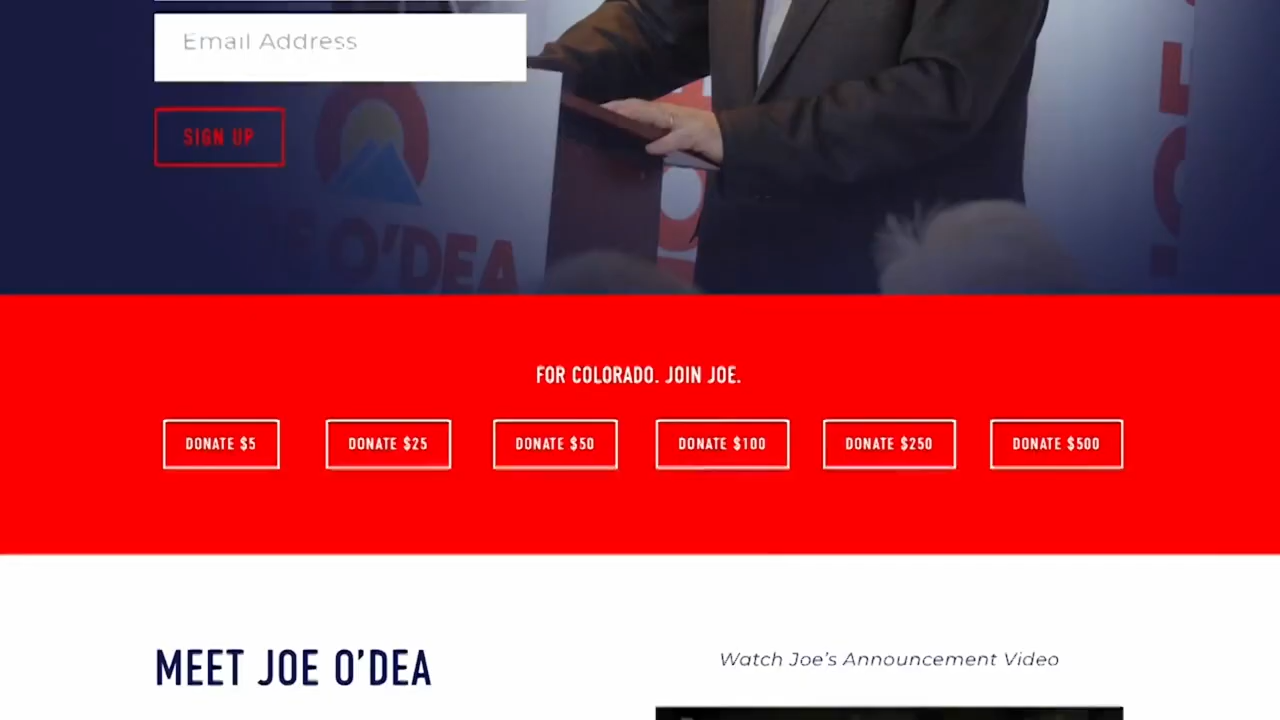 Email Address
SIGN UP
JOE O'DEA
FOR COLORADO. JOIN JOE.
DONATE $5
DONATE $25
DONATE $50
DONATE $100
DONATE $250
DONATE $500
MEET JOE O'DEA
Watch Joe's Announcement Video